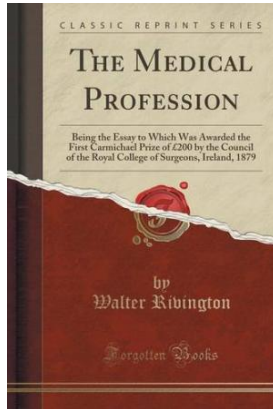 CLASSIC REPRINT SERIES
THE MEDICAL
PROFESSION
Being the Essay to Which Was Awarded the
First Carmichael Prize of £200 by the Council
of the Royal College of Surgeons, Ireland, 1879
by
Walter Rivington
Forgotten Books